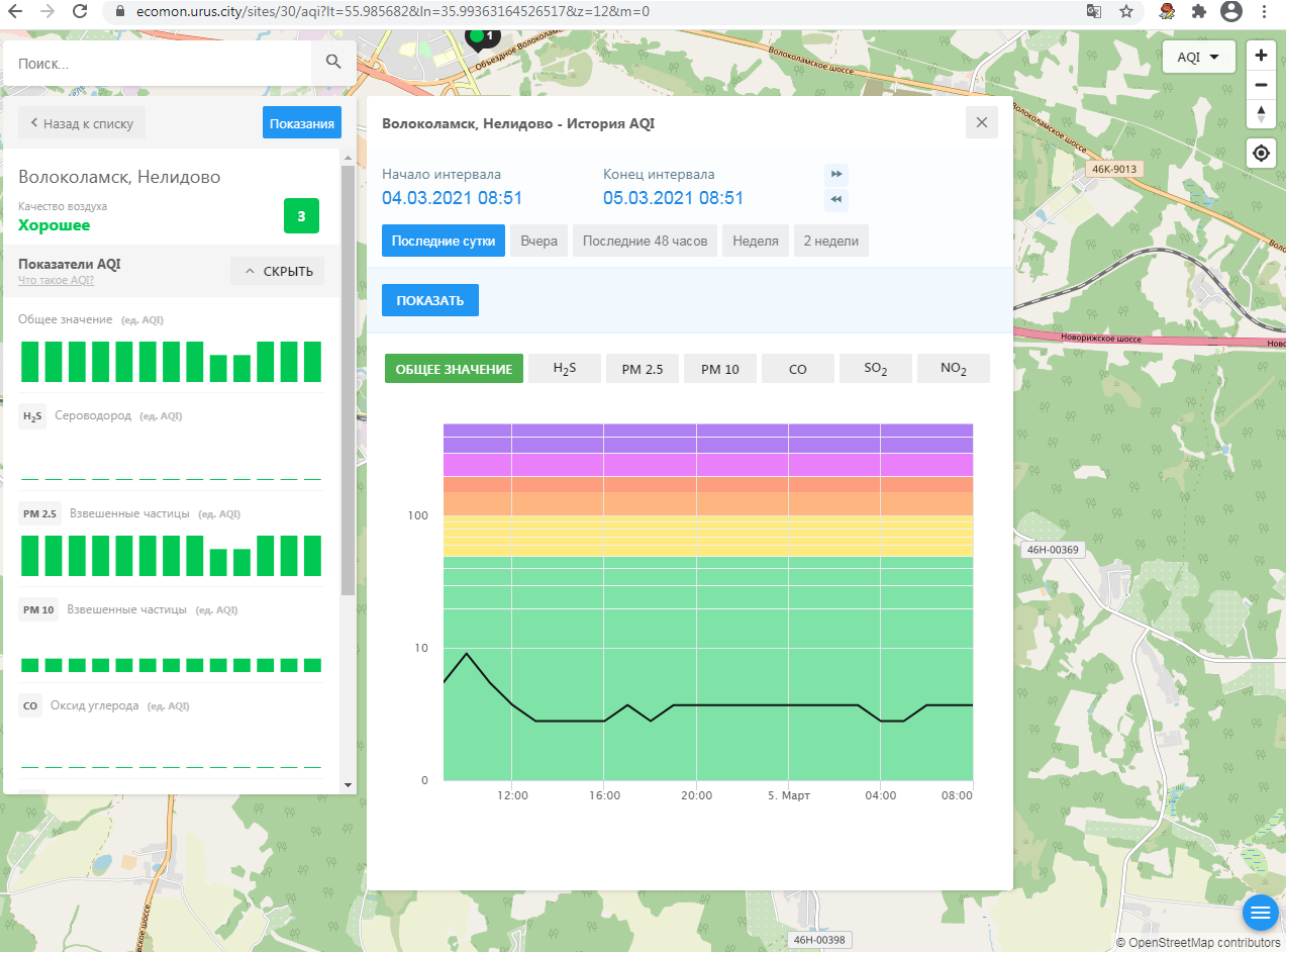 ecomon.urus.city/sites/30/aqi?lt=55.985682&ln=35.99363164526517&z=12&m=0
1
Объездное Волоколамское
Волоколамское шоссе
Поиск...
AQI
Назад к списку
Показания
Волоколамск, Нелидово - История AQI
Волоколамск, Нелидово
Качество воздуха
Хорошее
3
Начало интервала
Конец интервала
04.03.2021 08:51
05.03.2021 08:51
46К-9013
Последние сутки
Вчера
Последние 48 часов
Неделя
2 недели
Показатели AQI
Что такое AQI?
СКРЫТЬ
ПОКАЗАТЬ
Общее значение (ед. AQI)
Новорижское шоссе
ОБЩЕЕ ЗНАЧЕНИЕ
H₂S
PM 2.5
PM 10
CO
SO₂
NO₂
H₂S Сероводород (ед. AQI)
PM 2.5 Взвешенные частицы (ед. AQI)
PM 10 Взвешенные частицы (ед. AQI)
CO Оксид углерода (ед. AQI)
100
10
0
12:00
16:00
20:00
5. Март
04:00
08:00
46Н-00369
46Н-00398
© OpenStreetMap contributors